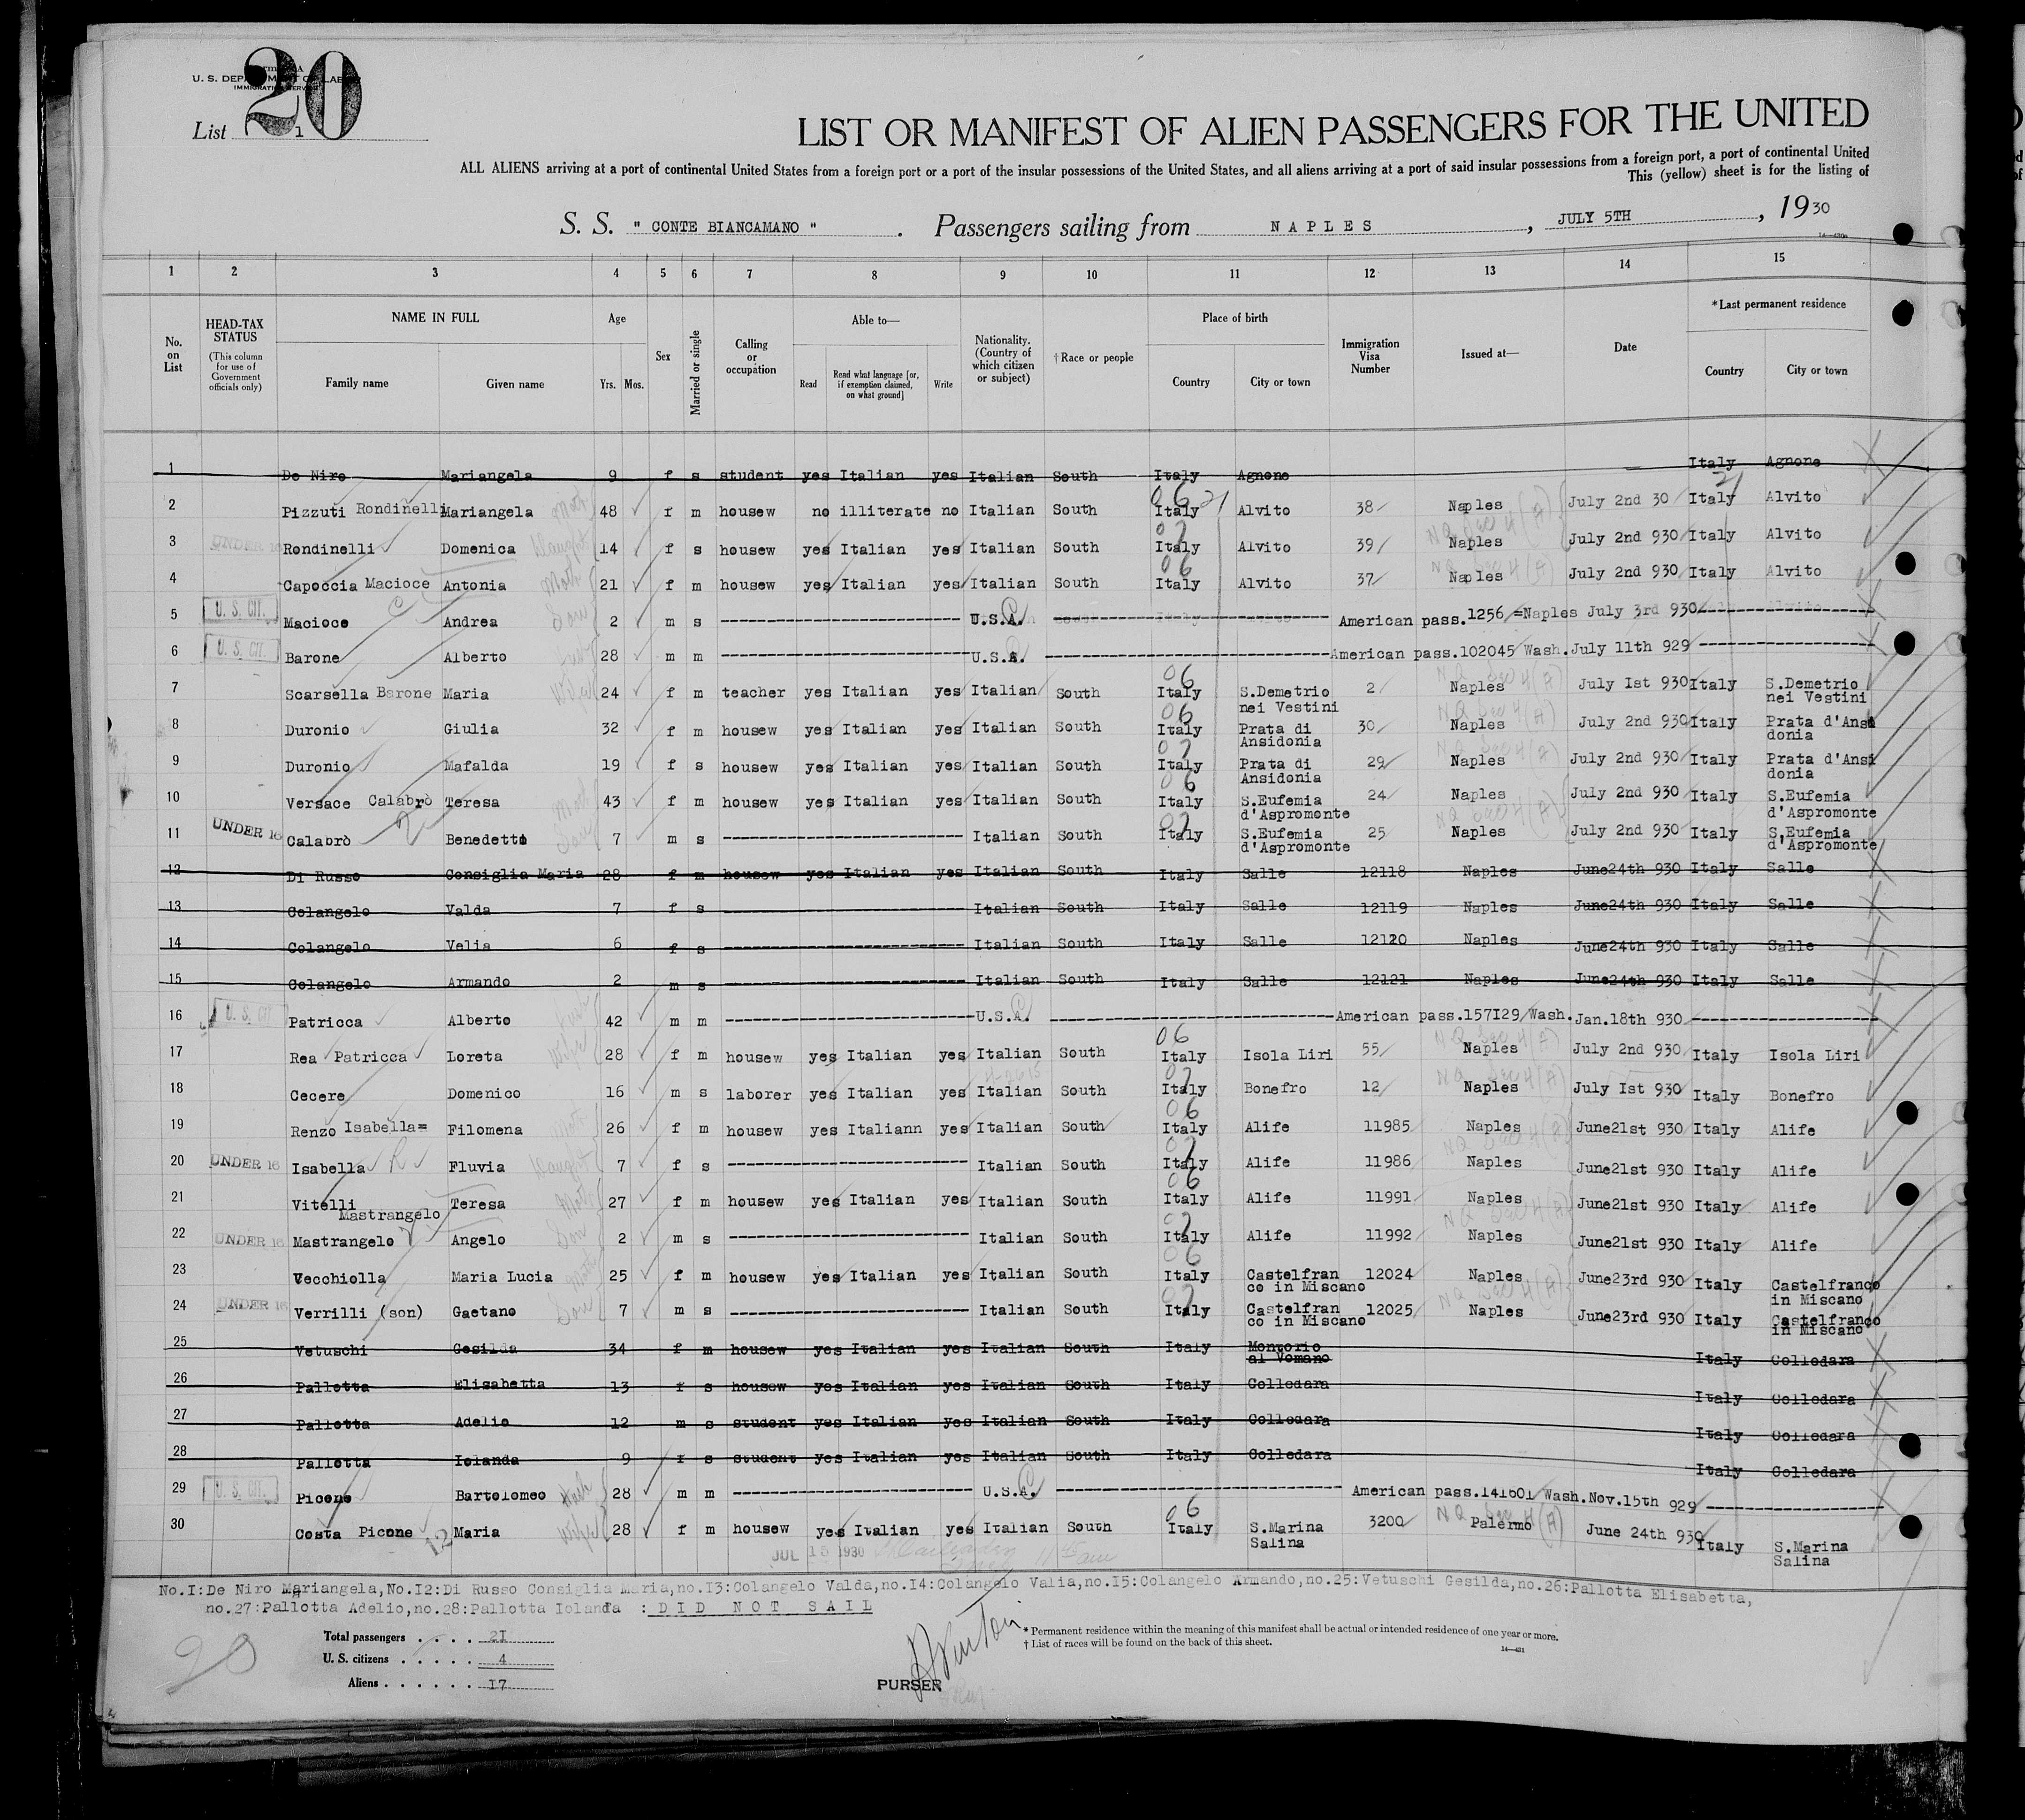 Form
U. S. DEPARTMENT OF LABOR
IMMIGRATION SERVICE
20
List 1
LIST OR MANIFEST OF ALIEN PASSENGERS FOR THE UNITED
ALL ALIENS arriving at a port of continental United States from a foreign port or a port of the insular possessions of the United States, and all aliens arriving at a port of said insular possessions from a foreign port, a port of continental United
This (yellow) sheet is for the listing of
S. S. " CONTE BIANCAMANO " . Passengers sailing from NAPLES , JULY 5TH , 1930
1 2 3 4 5 6 7 8 9 10 11 12 13 14 15
No. on List
HEAD-TAX STATUS (This column for use of Government officials only)
NAME IN FULL Family name Given name
Age Yrs. Mos.
Sex
Married or single
Calling or occupation
Able to— Read Read what language [or, if exemption claimed, on what ground] Write
Nationality. (Country of which citizen or subject)
† Race or people
Place of birth Country City or town
Immigration Visa Number
Issued at—
Date
* Last permanent residence Country City or town
1 De Niro Mariangela 9 f s student yes Italian yes Italian South Italy Agnone Italy Agnone
2 Pizzuti Rondinelli Mariangela Moth 48 f m housew no illiterate no Italian South Italy Alvito 38 Naples July 2nd 30 Italy Alvito
3 UNDER 16 Rondinelli Domenica Daught 14 f s housew yes Italian yes Italian South Italy Alvito 39 Naples July 2nd 930 Italy Alvito
4 Capoccia Macioce Antonia Moth 21 f m housew yes Italian yes Italian South Italy Alvito 37 Naples July 2nd 930 Italy Alvito
5 U. S. CIT. Macioce Andrea Son 2 m s U.S.A. American pass.1256 =Naples July 3rd 930
6 U. S. CIT. Barone Alberto 28 m m U.S.A. American pass.102045 Wash.July 11th 929
7 Scarsella Barone Maria Wife 24 f m teacher yes Italian yes Italian South Italy S.Demetrio nei Vestini 2 Naples July Ist 930 Italy S.Demetrio nei Vestini
8 Duronio Giulia 32 f m housew yes Italian yes Italian South Italy Prata di Ansidonia 30 Naples July 2nd 930 Italy Prata d'Ansi donia
9 Duronio Mafalda 19 f s housew yes Italian yes Italian South Italy Prata di Ansidonia 29 Naples July 2nd 930 Italy Prata d'Ansi donia
10 Versace Calabrò Teresa Moth 43 f m housew yes Italian yes Italian South Italy S.Eufemia d'Aspromonte 24 Naples July 2nd 930 Italy S.Eufemia d'Aspromonte
11 UNDER 16 Calabrò Benedetto Son 7 m s Italian South Italy S.Eufemia d'Aspromonte 25 Naples July 2nd 930 Italy S.Eufemia d'Aspromonte
12 Di Russo Consiglia Maria 28 f m housew yes Italian yes Italian South Italy Salle 12118 Naples June24th 930 Italy Salle
13 Colangelo Valda 7 f s Italian South Italy Salle 12119 Naples June24th 930 Italy Salle
14 Colangelo Velia 6 f s Italian South Italy Salle 12120 Naples June24th 930 Italy Salle
15 Colangelo Armando 2 m s Italian South Italy Salle 12121 Naples June24th 930 Italy Salle
16 U. S. CIT Patricca Alberto Husb 42 m m U.S.A. American pass.157I29 Wash. Jan.18th 930
17 Rea Patricca Loreta Wife 28 f m housew yes Italian yes Italian South Italy Isola Liri 55 Naples July 2nd 930 Italy Isola Liri
18 Cecere Domenico 16 m s laborer yes Italian yes Italian South Italy Bonefro 12 Naples July Ist 930 Italy Bonefro
19 Renzo Isabella= Filomena Moth 26 f m housew yes Italiann yes Italian South Italy Alife 11985 Naples June21st 930 Italy Alife
20 UNDER 16 Isabella Fluvia Daught 7 f s Italian South Italy Alife 11986 Naples June21st 930 Italy Alife
21 Vitelli Mastrangelo Teresa Moth 27 f m housew yes Italian yes Italian South Italy Alife 11991 Naples June21st 930 Italy Alife
22 UNDER 16 Mastrangelo Angelo Son 2 m s Italian South Italy Alife 11992 Naples June21st 930 Italy Alife
23 Vecchiolla Maria Lucia Moth 25 f m housew yes Italian yes Italian South Italy Castelfran co in Miscano 12024 Naples June23rd 930 Italy Castelfranco in Miscano
24 UNDER 16 Verrilli (son) Gaetano Son 7 m s Italian South Italy Castelfran co in Miscano 12025 Naples June23rd 930 Italy Castelfranco in Miscano
25 Vetuschi Gesilda 34 f m housew yes Italian yes Italian South Italy Montorio al Vomano Italy Colledara
26 Pallotta Elisabetta 13 f s housew yes Italian yes Italian South Italy Colledara Italy Colledara
27 Pallotta Adelio 12 m s student yes Italian yes Italian South Italy Colledara Italy Colledara
28 Pallotta Iolanda 9 f s student yes Italian yes Italian South Italy Colledara Italy Colledara
29 U. S. CIT Picone Bartolomeo Husb 28 m m U.S.A. American pass.141601 Wash.Nov.15th 929
30 Costa Picone Maria Wife 28 f m housew yes Italian yes Italian South Italy S.Marina Salina 3200 Palermo June 24th 930 Italy S.Marina Salina
12
JUL 13 1930
No.I:De Niro Mariangela,No.I2:Di Russo Consiglia Maria,no.I3:Colangelo Valda,no.I4:Colangelo Valia,no.I5:Colangelo Armando,no.25:Vetuschi Gesilda,no.26:Pallotta Elisabetta,
no.27:Pallotta Adelio,no.28:Pallotta Iolanda : DID NOT SAIL
Total passengers . . . . 2I
U. S. citizens . . . . . 4
Aliens . . . . . . I7
20
PURSER
* Permanent residence within the meaning of this manifest shall be actual or intended residence of one year or more.
† List of races will be found on the back of this sheet.
14—431